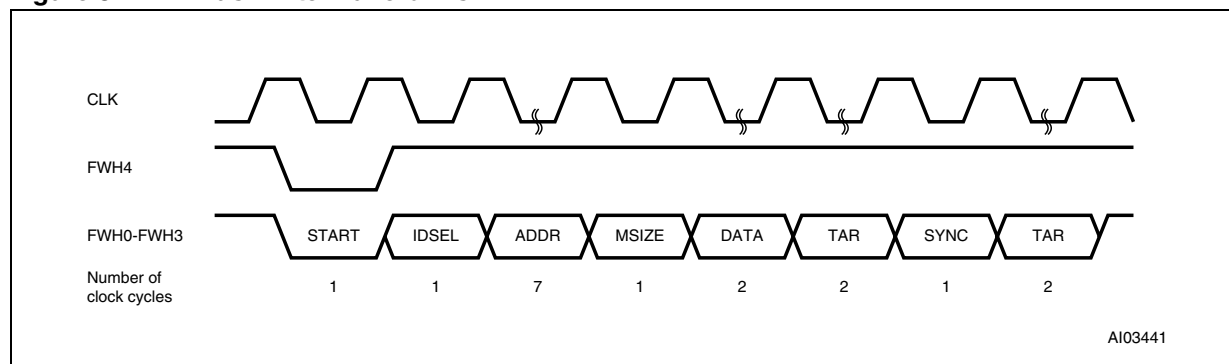 CLK
FWH4
FWH0-FWH3 START IDSEL ADDR MSIZE DATA TAR SYNC TAR
Number of
clock cycles 1 1 7 1 2 2 1 2
AI03441